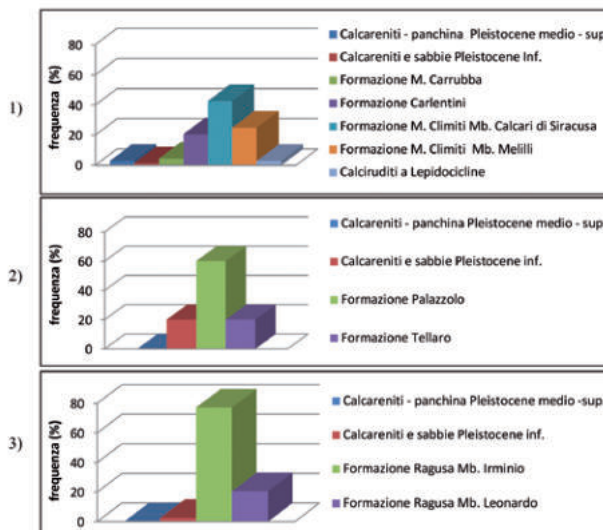 1)
frequenza (%)
80
60
40
20
0
Calcareniti - panchina Pleistocene medio - sup
Calcareniti e sabbie Pleistocene Inf.
Formazione M. Carrubba
Formazione Carlentini
Formazione M. Climiti Mb. Calcari di Siracusa
Formazione M. Climiti Mb. Melilli
Calciruditi a Lepidocicline
2)
frequenza (%)
80
60
40
20
0
Calcareniti - panchina Pleistocene medio - sup
Calcareniti e sabbie Pleistocene inf.
Formazione Palazzolo
Formazione Tellaro
3)
frequenza (%)
80
60
40
20
0
Calcareniti - panchina Pleistocene medio -sup
Calcareniti e sabbie Pleistocene inf.
Formazione Ragusa Mb. Irminio
Formazione Ragusa Mb. Leonardo